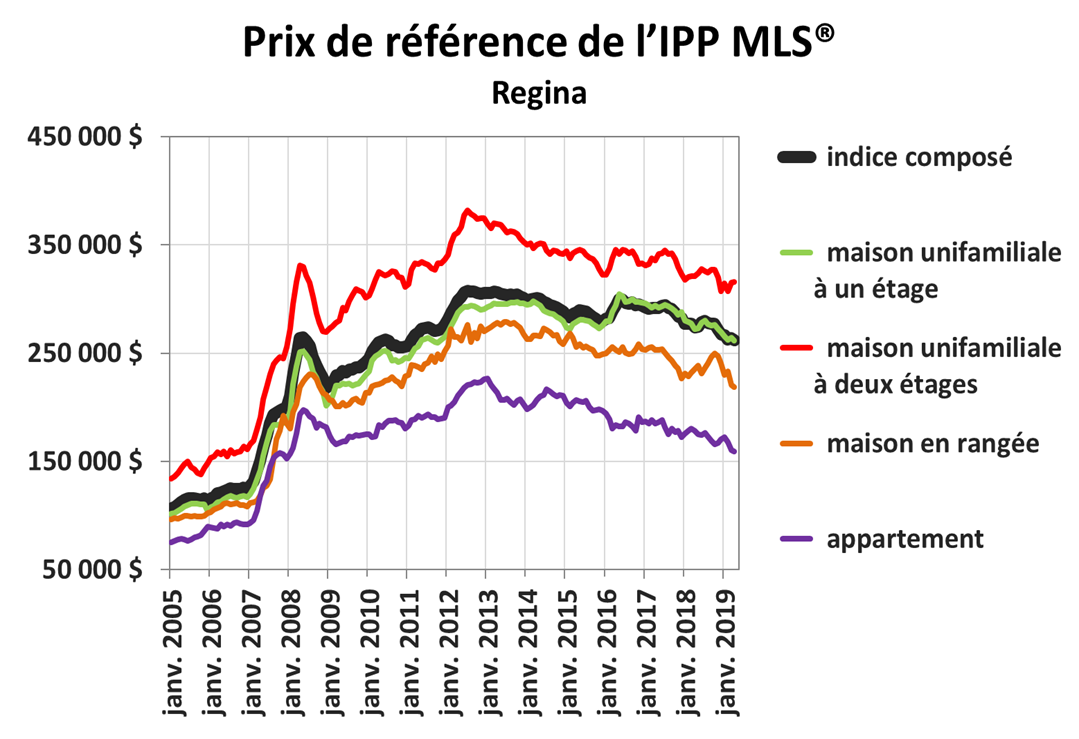 Prix de référence de l’IPP MLS®
Regina
450 000 $
350 000 $
250 000 $
150 000 $
50 000 $
janv. 2005
janv. 2006
janv. 2007
janv. 2008
janv. 2009
janv. 2010
janv. 2011
janv. 2012
janv. 2013
janv. 2014
janv. 2015
janv. 2016
janv. 2017
janv. 2018
janv. 2019
indice composé
maison unifamiliale
à un étage
maison unifamiliale
à deux étages
maison en rangée
appartement